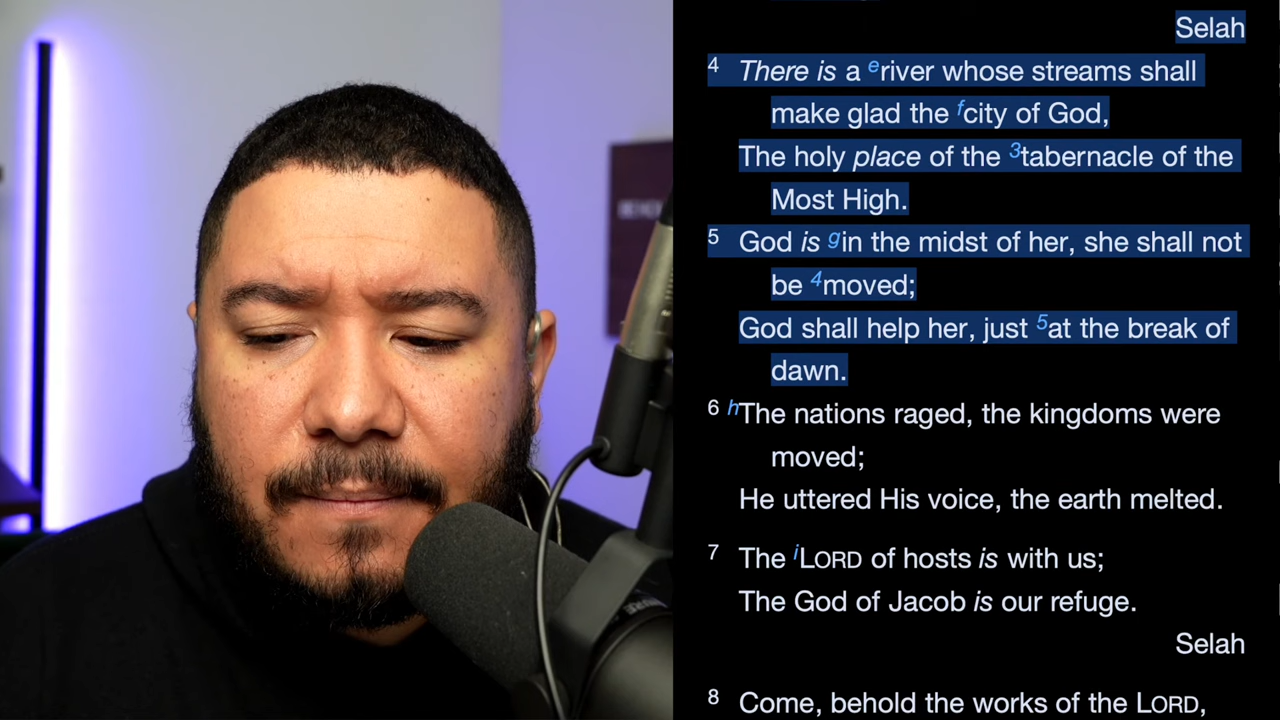 Selah
4 There is a eriver whose streams shall
make glad the fcity of God,
The holy place of the 3tabernacle of the
Most High.
5 God is gin the midst of her, she shall not
be 4moved;
God shall help her, just 5at the break of
dawn.
6 hThe nations raged, the kingdoms were
moved;
He uttered His voice, the earth melted.
7 The iLORD of hosts is with us;
The God of Jacob is our refuge.
Selah
8 Come, behold the works of the LORD,